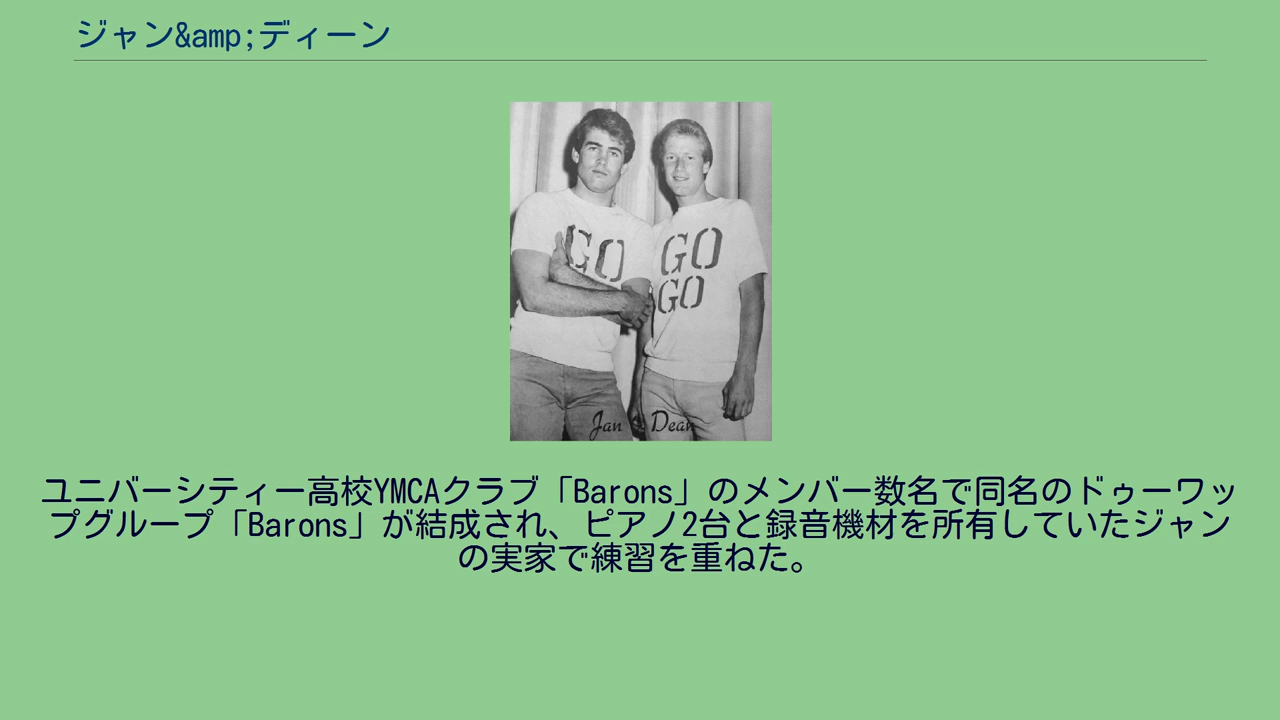 ジャン&amp;ディーン
GO GO
GO
Jan & Dean
ユニバーシティー高校YMCAクラブ「Barons」のメンバー数名で同名のドゥーワッ
プグループ「Barons」が結成され、ピアノ2台と録音機材を所有していたジャン
の実家で練習を重ねた。